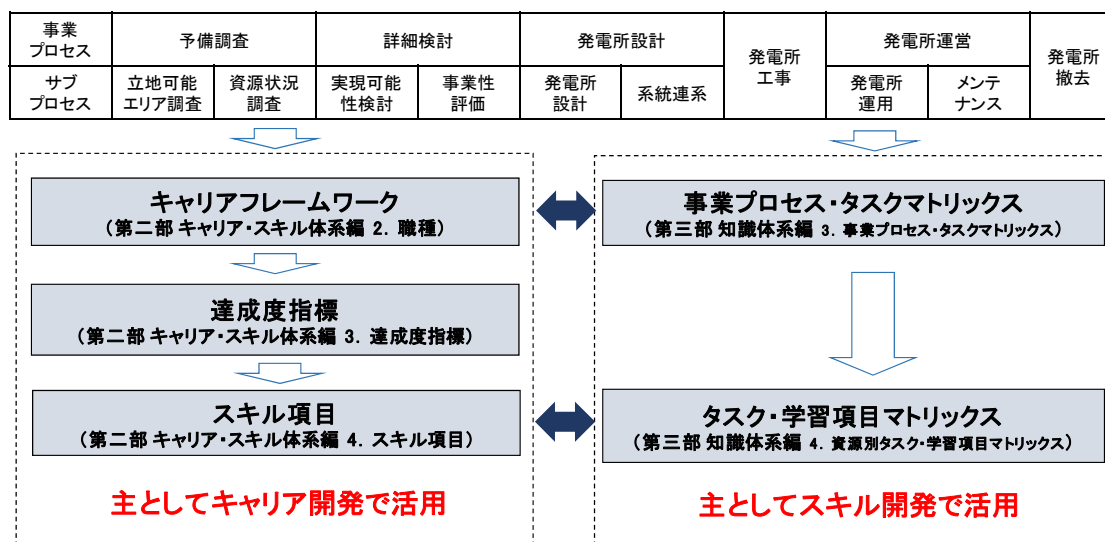 事業
プロセス
予備調査
詳細検討
発電所設計
発電所
工事
発電所運営
発電所
撤去
サブ
プロセス
立地可能
エリア調査
資源状況
調査
実現可能
性検討
事業性
評価
発電所
設計
系統連系
発電所
運用
メンテ
ナンス
キャリアフレームワーク
(第二部 キャリア・スキル体系編 2. 職種)
達成度指標
(第二部 キャリア・スキル体系編 3. 達成度指標)
スキル項目
(第二部 キャリア・スキル体系編 4. スキル項目)
主としてキャリア開発で活用
事業プロセス・タスクマトリックス
(第三部 知識体系編 3. 事業プロセス・タスクマトリックス)
タスク・学習項目マトリックス
(第三部 知識体系編 4. 資源別タスク・学習項目マトリックス)
主としてスキル開発で活用